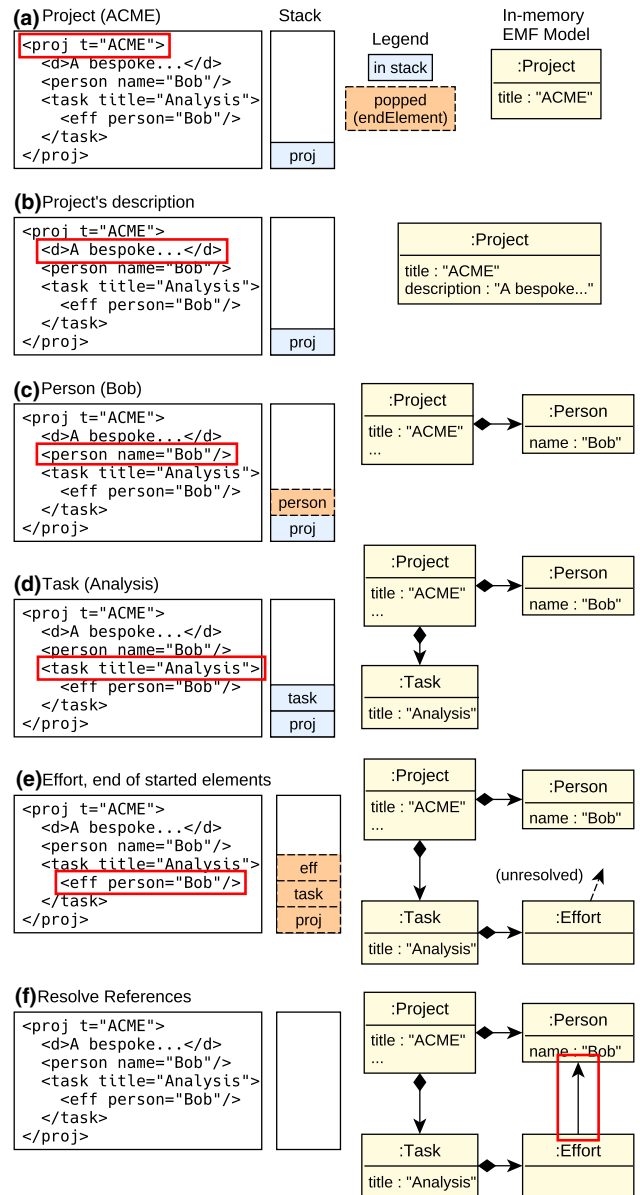 (a) Project (ACME)
Stack
<proj t="ACME">
<d>A bespoke...</d>
<person name="Bob"/>
<task title="Analysis">
<eff person="Bob"/>
</task>
</proj>
proj
Legend
in stack
popped
(endElement)
In-memory
EMF Model
:Project
title : "ACME"
(b) Project's description
<proj t="ACME">
<d>A bespoke...</d>
<person name="Bob"/>
<task title="Analysis">
<eff person="Bob"/>
</task>
</proj>
proj
:Project
title : "ACME"
description : "A bespoke..."
(c) Person (Bob)
<proj t="ACME">
<d>A bespoke...</d>
<person name="Bob"/>
<task title="Analysis">
<eff person="Bob"/>
</task>
</proj>
person
proj
:Project
title : "ACME"
...
:Person
name : "Bob"
(d) Task (Analysis)
<proj t="ACME">
<d>A bespoke...</d>
<person name="Bob"/>
<task title="Analysis">
<eff person="Bob"/>
</task>
</proj>
task
proj
:Project
title : "ACME"
...
:Person
name : "Bob"
:Task
title : "Analysis"
(e) Effort, end of started elements
<proj t="ACME">
<d>A bespoke...</d>
<person name="Bob"/>
<task title="Analysis">
<eff person="Bob"/>
</task>
</proj>
eff
task
proj
:Project
title : "ACME"
...
:Person
name : "Bob"
(unresolved)
:Task
title : "Analysis"
:Effort
(f) Resolve References
<proj t="ACME">
<d>A bespoke...</d>
<person name="Bob"/>
<task title="Analysis">
<eff person="Bob"/>
</task>
</proj>
:Project
title : "ACME"
...
:Person
name : "Bob"
:Task
title : "Analysis"
:Effort